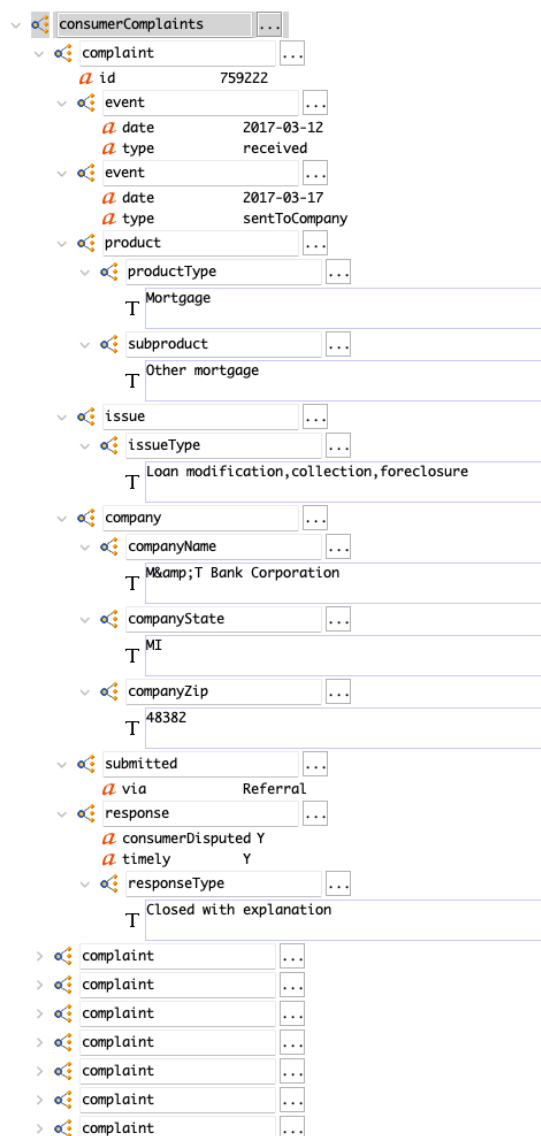 consumerComplaints ...
complaint ...
a id 759222
event ...
a date 2017-03-12
a type received
event ...
a date 2017-03-17
a type sentToCompany
product ...
productType ...
T Mortgage
subproduct ...
T Other mortgage
issue ...
issueType ...
T Loan modification,collection,foreclosure
company ...
companyName ...
T M&amp;T Bank Corporation
companyState ...
T MI
companyZip ...
T 48382
submitted ...
a via Referral
response ...
a consumerDisputed Y
a timely Y
responseType ...
T Closed with explanation
complaint ...
complaint ...
complaint ...
complaint ...
complaint ...
complaint ...
complaint ...